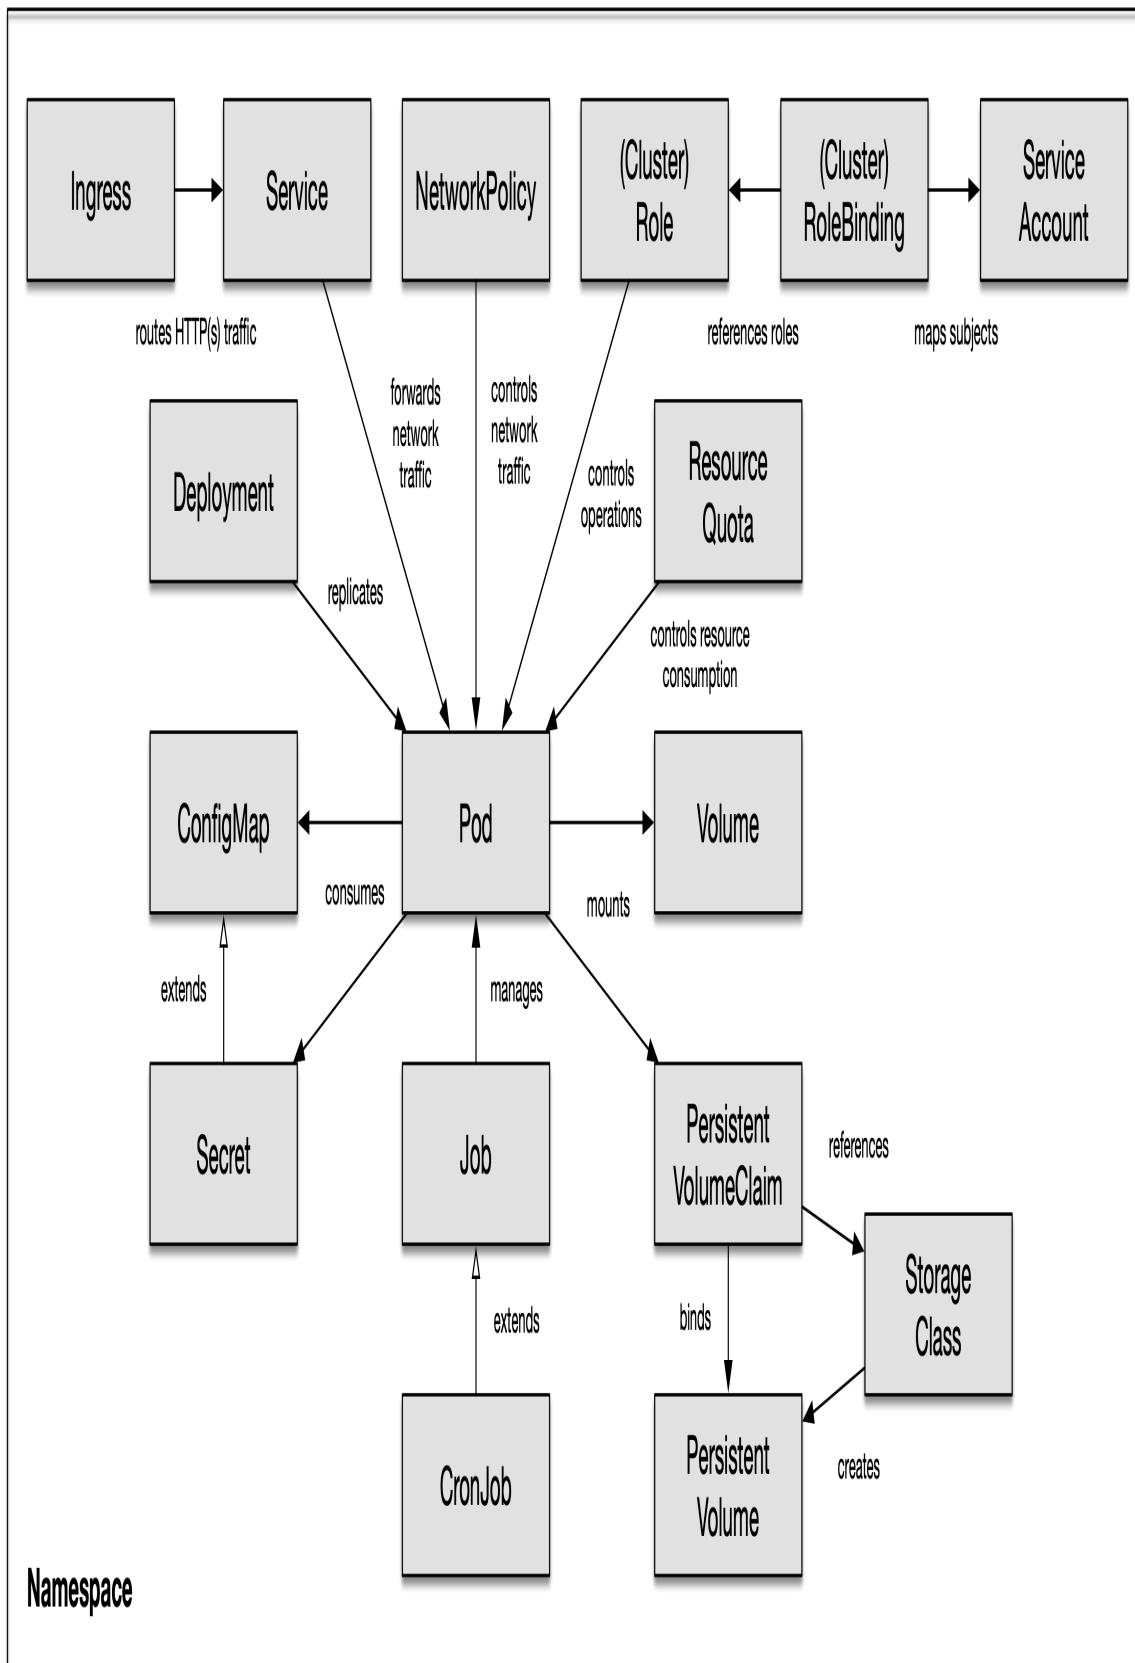 Ingress
Service
NetworkPolicy
(Cluster)
Role
(Cluster)
RoleBinding
Service
Account
routes HTTP(s) traffic
references roles
maps subjects
forwards
network
traffic
controls
network
traffic
controls
operations
Deployment
Resource
Quota
replicates
controls resource
consumption
ConfigMap
Pod
Volume
consumes
mounts
extends
manages
Secret
Job
Persistent
VolumeClaim
references
Storage
Class
extends
binds
CronJob
Persistent
Volume
creates
Namespace